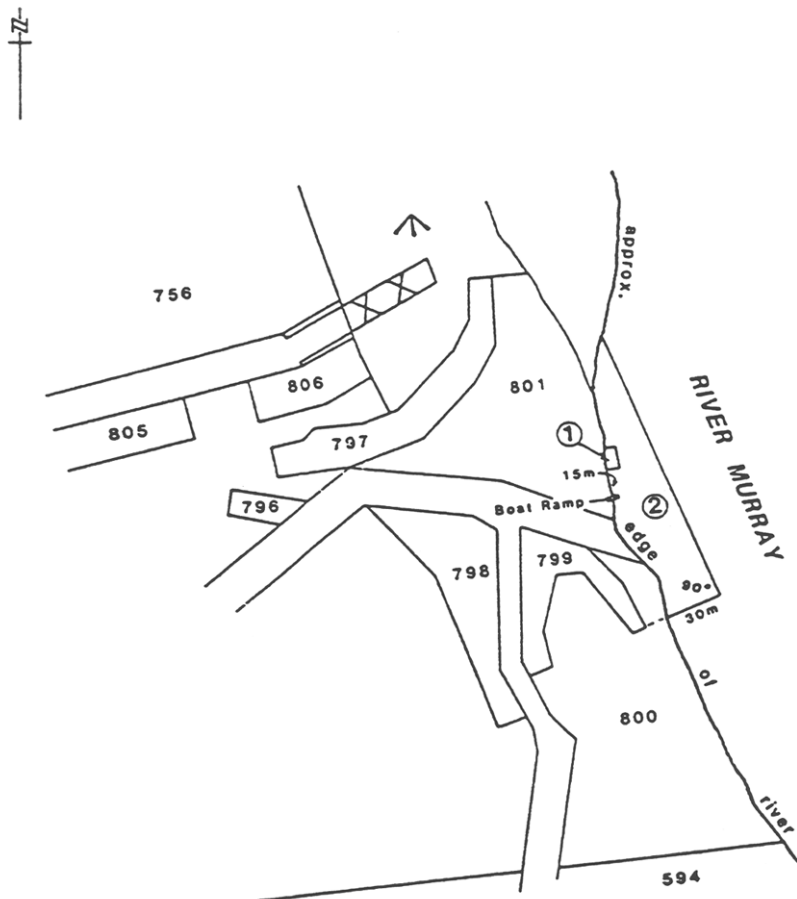 N
approx.
756
806
801
805
797
RIVER MURRAY
1
15m
796
Boat Ramp
2
edge
798
799
90°
30m
of
800
river
594